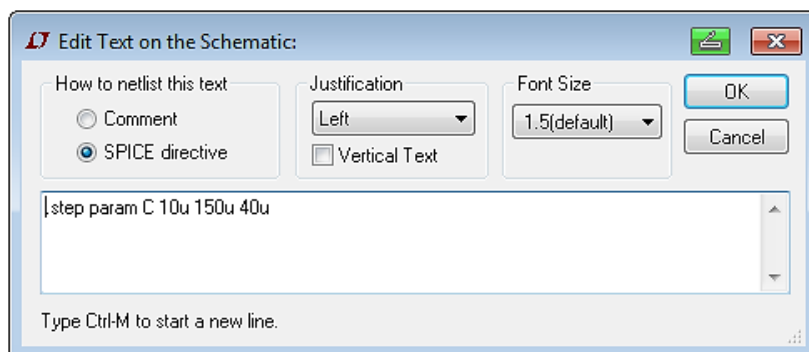 Edit Text on the Schematic:
How to netlist this text
Comment
SPICE directive
Justification
Left
Vertical Text
Font Size
1.5(default)
OK
Cancel
.step param C 10u 150u 40u
Type Ctrl-M to start a new line.